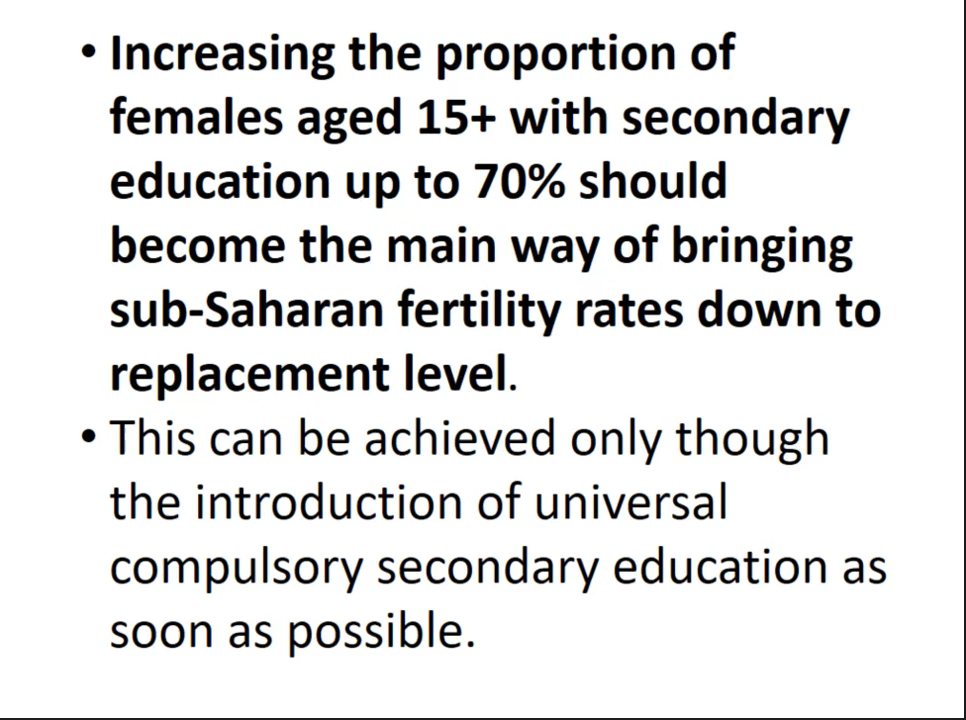 • Increasing the proportion of
females aged 15+ with secondary
education up to 70% should
become the main way of bringing
sub-Saharan fertility rates down to
replacement level.
• This can be achieved only though
the introduction of universal
compulsory secondary education as
soon as possible.